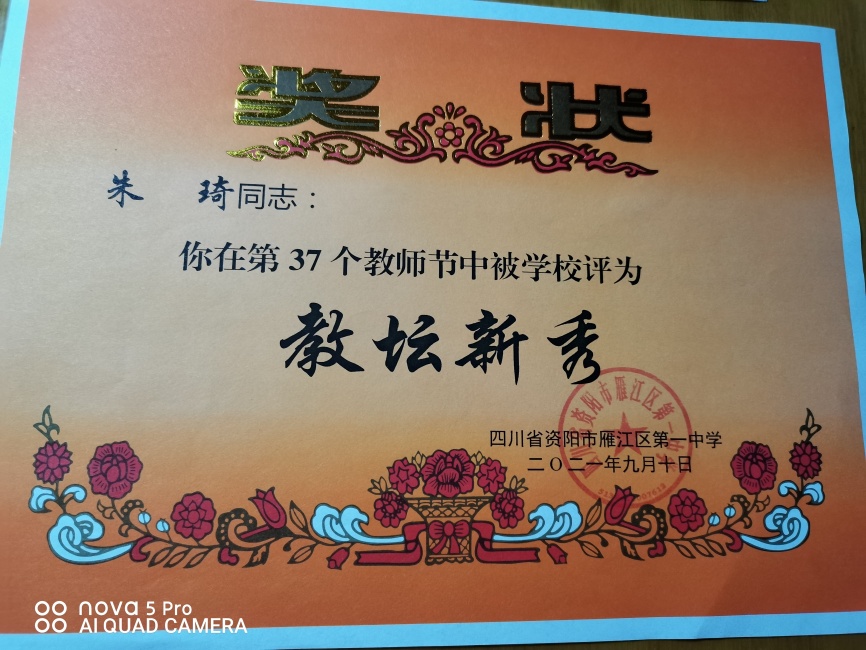 奖状
朱 琦同志：
你在第 37 个教师节中被学校评为
教坛新秀
四川省资阳市雁江区第一中学
二〇二一年九月十日
nova 5 Pro
AI QUAD CAMERA